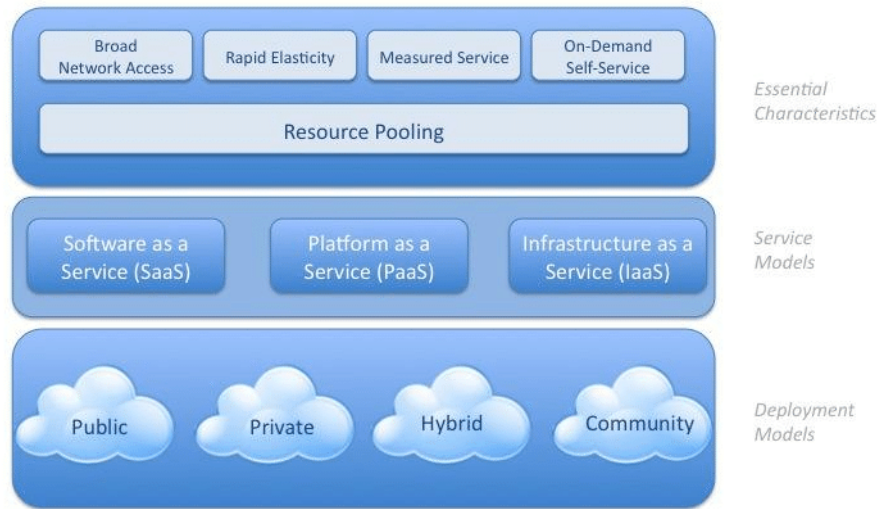 Broad
Network Access
Rapid Elasticity
Measured Service
On-Demand
Self-Service
Resource Pooling
Essential
Characteristics
Software as a
Service (SaaS)
Platform as a
Service (PaaS)
Infrastructure as a
Service (IaaS)
Service
Models
Public
Private
Hybrid
Community
Deployment
Models